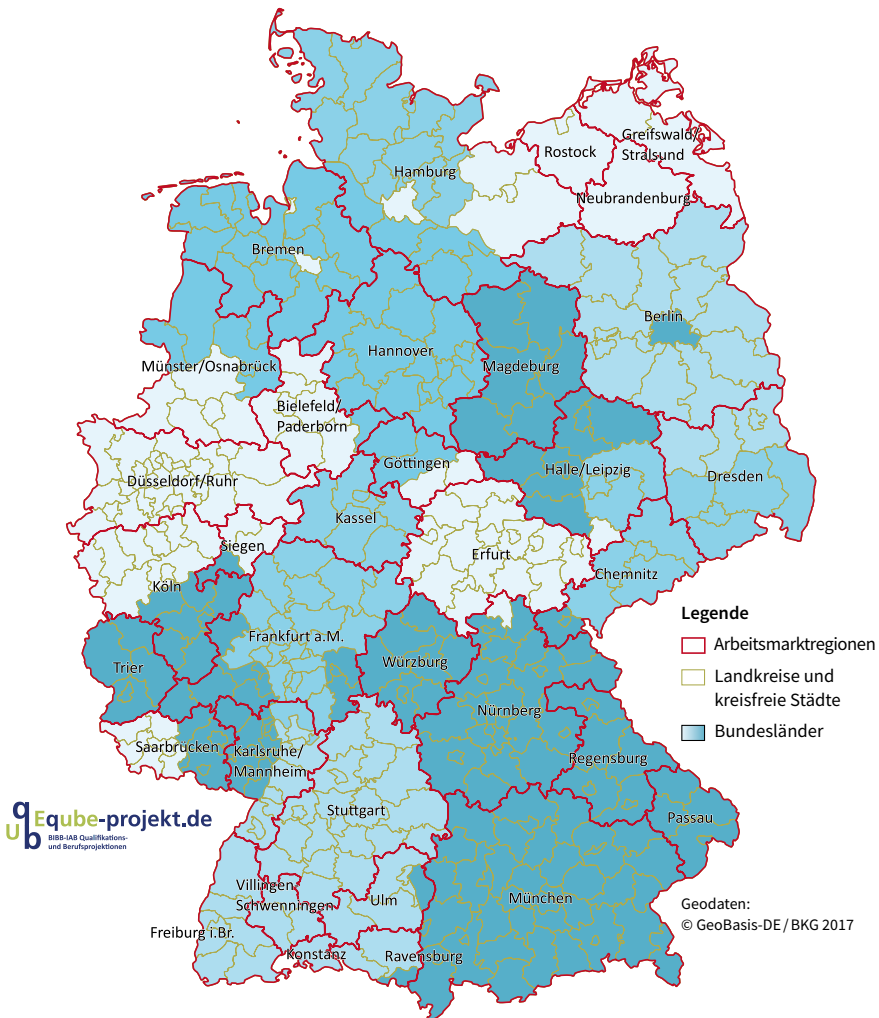 Greifswald/
Rostock
Stralsund
Hamburg
Neubrandenburg
Bremen
Berlin
Hannover
Münster/Osnabrück
Magdeburg
Bielefeld/
Paderborn
Göttingen
Halle/Leipzig
Düsseldorf/Ruhr
Dresden
Kassel
Siegen
Erfurt
Köln
Chemnitz
Frankfurt a.M.
Trier
Würzburg
Nürnberg
Saarbrücken
Karlsruhe/
Mannheim
Regensburg
Stuttgart
Passau
Villingen-
Schwenningen
Ulm
München
Freiburg i.Br.
Konstanz
Ravensburg
Legende
Arbeitsmarktregionen
Landkreise und
kreisfreie Städte
Bundesländer
qube-projekt.de
BIBB-IAB Qualifikations-
und Berufsprojektionen
q
U E
b
Geodaten:
© GeoBasis-DE / BKG 2017